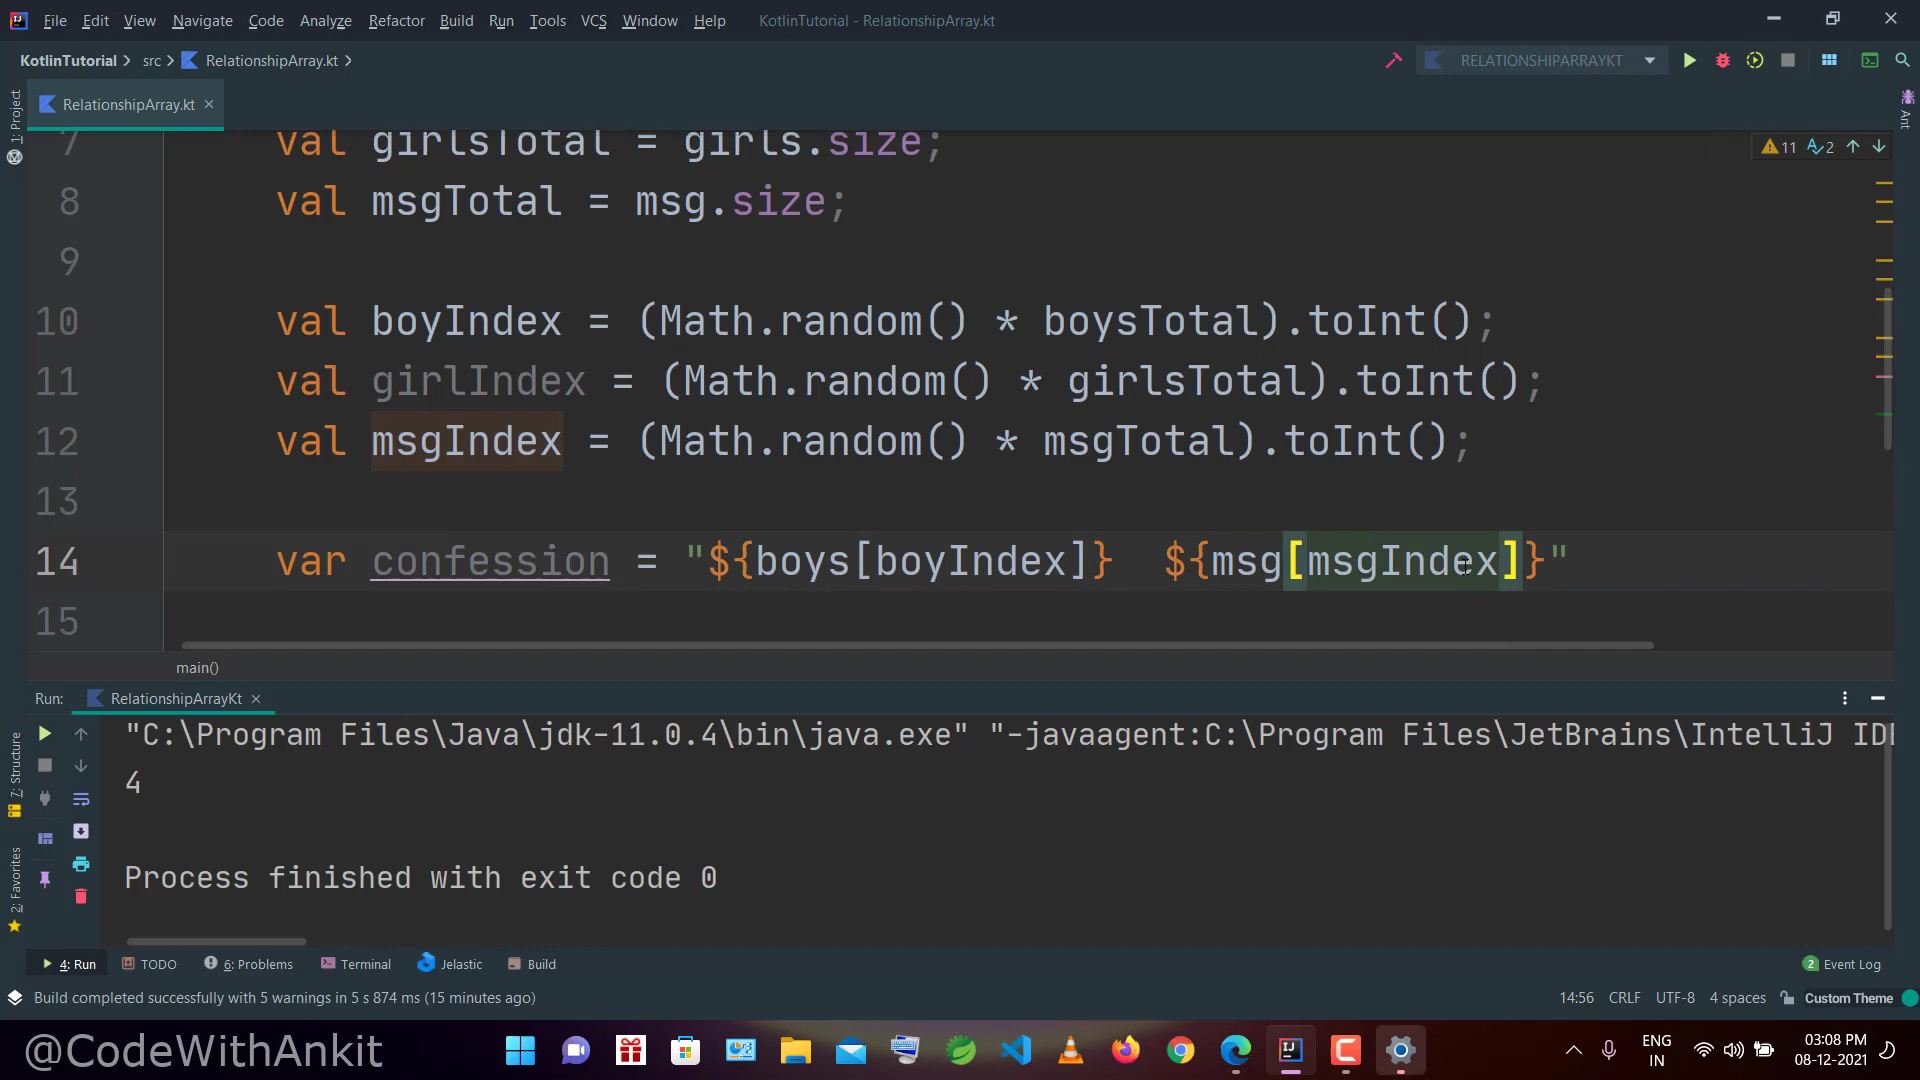 File Edit View Navigate Code Analyze Refactor Build Run Tools VCS Window Help KotlinTutorial - RelationshipArray.kt
KotlinTutorial src RelationshipArray.kt RELATIONSHIPARRAYKT
RelationshipArray.kt
1: Project
Ant
11 2
7 val girlsTotal = girls.size;
8 val msgTotal = msg.size;
9
10 val boyIndex = (Math.random() * boysTotal).toInt();
11 val girlIndex = (Math.random() * girlsTotal).toInt();
12 val msgIndex = (Math.random() * msgTotal).toInt();
13
14 var confession = "${boys[boyIndex]}  ${msg[msgIndex]}"
15
main()
Run: RelationshipArrayKt
"C:\Program Files\Java\jdk-11.0.4\bin\java.exe" "-javaagent:C:\Program Files\JetBrains\IntelliJ IDE
4
Process finished with exit code 0
7: Structure
2: Favorites
4: Run TODO 6: Problems Terminal Jelastic Build 2 Event Log
Build completed successfully with 5 warnings in 5 s 874 ms (15 minutes ago) 14:56 CRLF UTF-8 4 spaces Custom Theme
@CodeWithAnkit
ENG
IN
03:08 PM
08-12-2021